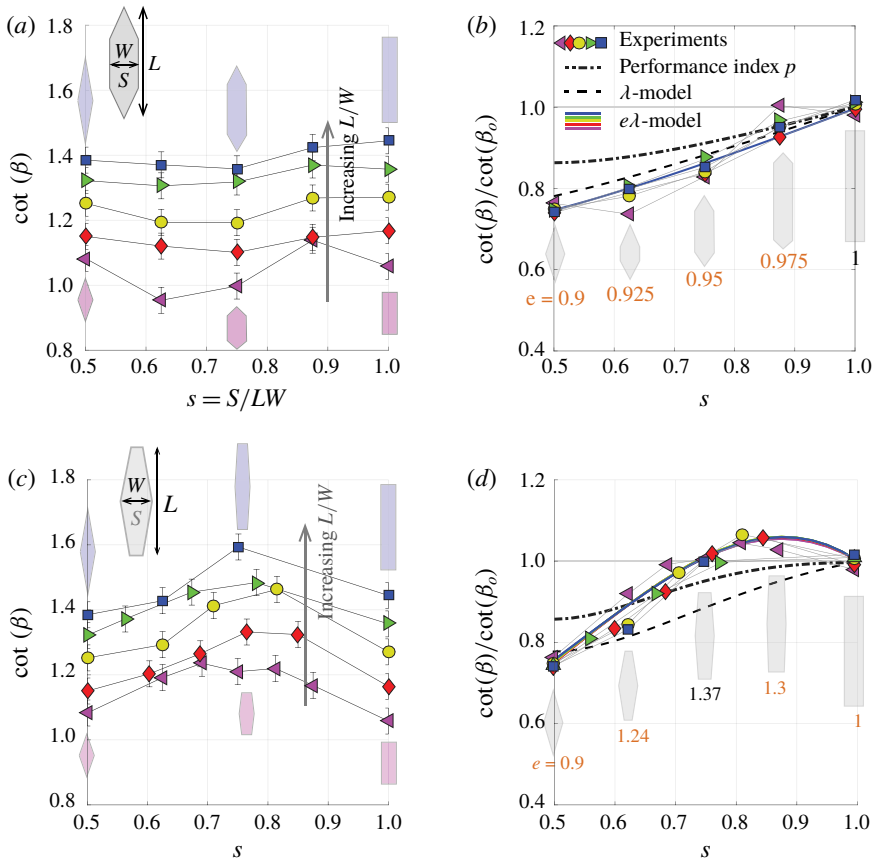 (a)
1.8
1.6
1.4
1.2
1.0
0.8
cot (β)
W
S
L
Increasing L/W
0.5 0.6 0.7 0.8 0.9 1.0
s = S/LW
(b)
1.2
1.0
0.8
0.6
0.4
cot(β)/cot(βo)
Experiments
Performance index p
λ-model
eλ-model
e = 0.9
0.925
0.95
0.975
1
0.5 0.6 0.7 0.8 0.9 1.0
s
(c)
1.8
1.6
1.4
1.2
1.0
0.8
cot (β)
W
S
L
Increasing L/W
0.5 0.6 0.7 0.8 0.9 1.0
s
(d)
1.2
1.0
0.8
0.6
0.4
cot(β)/cot(βo)
e = 0.9
1.24
1.37
1.3
1
0.5 0.6 0.7 0.8 0.9 1.0
s